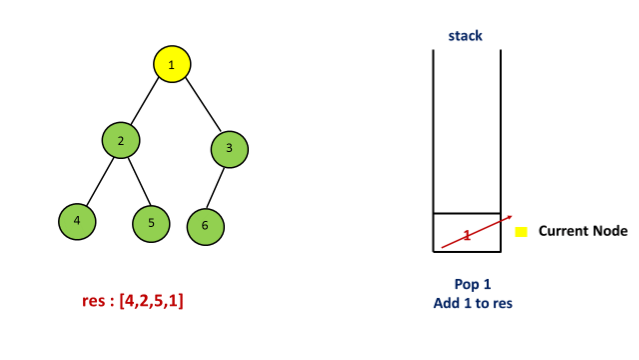 stack
1
2
3
4
5
6
1
Current Node
Pop 1
Add 1 to res
res : [4,2,5,1]